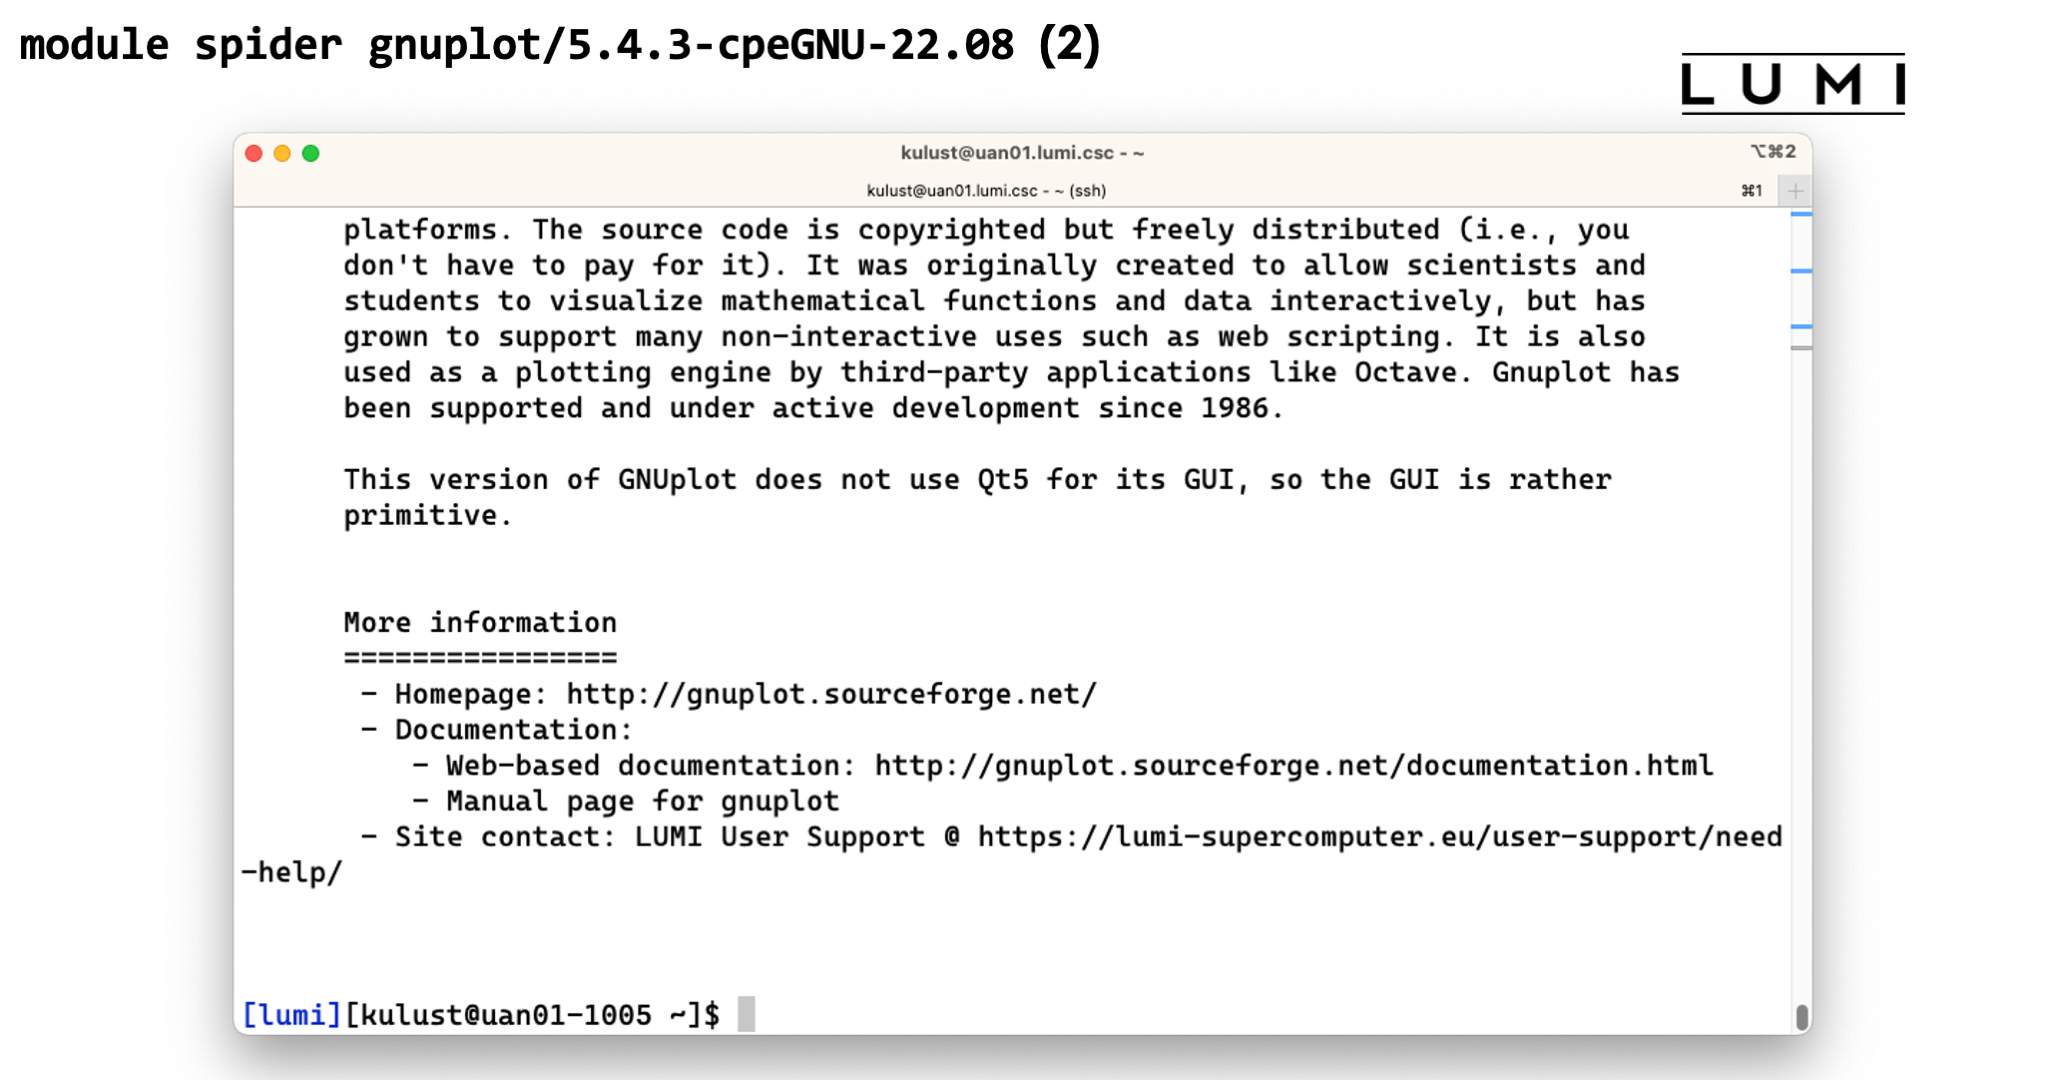 module spider gnuplot/5.4.3-cpeGNU-22.08 (2)
LUMI
kulust@uan01.lumi.csc - ~
⌥⌘2
kulust@uan01.lumi.csc - ~ (ssh)
⌘1
+
platforms. The source code is copyrighted but freely distributed (i.e., you
don't have to pay for it). It was originally created to allow scientists and
students to visualize mathematical functions and data interactively, but has
grown to support many non-interactive uses such as web scripting. It is also
used as a plotting engine by third-party applications like Octave. Gnuplot has
been supported and under active development since 1986.
This version of GNUplot does not use Qt5 for its GUI, so the GUI is rather
primitive.
More information
================
- Homepage: http://gnuplot.sourceforge.net/
- Documentation:
- Web-based documentation: http://gnuplot.sourceforge.net/documentation.html
- Manual page for gnuplot
- Site contact: LUMI User Support @ https://lumi-supercomputer.eu/user-support/need
-help/
[lumi][kulust@uan01-1005 ~]$